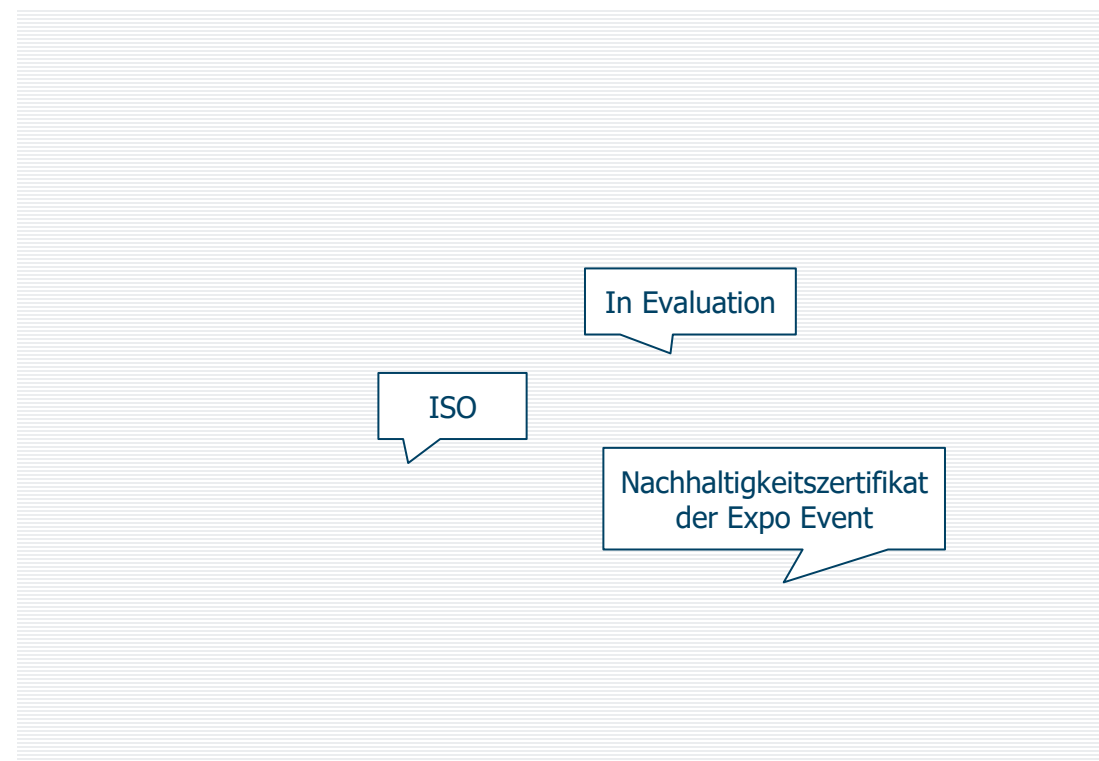 In Evaluation
ISO
Nachhaltigkeitszertifikat
der Expo Event